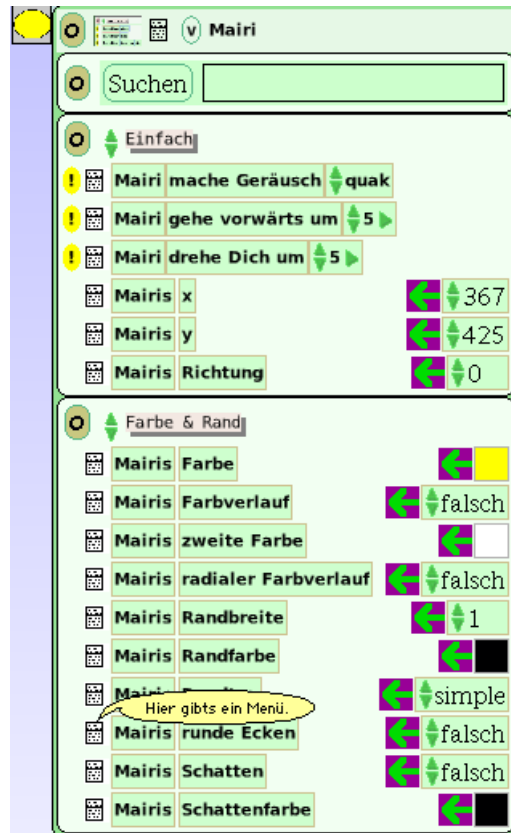 v Mairi
Suchen
Einfach
! Mairi mache Geräusch quak
! Mairi gehe vorwärts um 5
! Mairi drehe Dich um 5
Mairis x 367
Mairis y 425
Mairis Richtung 0
Farbe & Rand
Mairis Farbe
Mairis Farbverlauf falsch
Mairis zweite Farbe
Mairis radialer Farbverlauf falsch
Mairis Randbreite 1
Mairis Randfarbe
simple
Hier gibts ein Menü.
Mairis runde Ecken falsch
Mairis Schatten falsch
Mairis Schattenfarbe